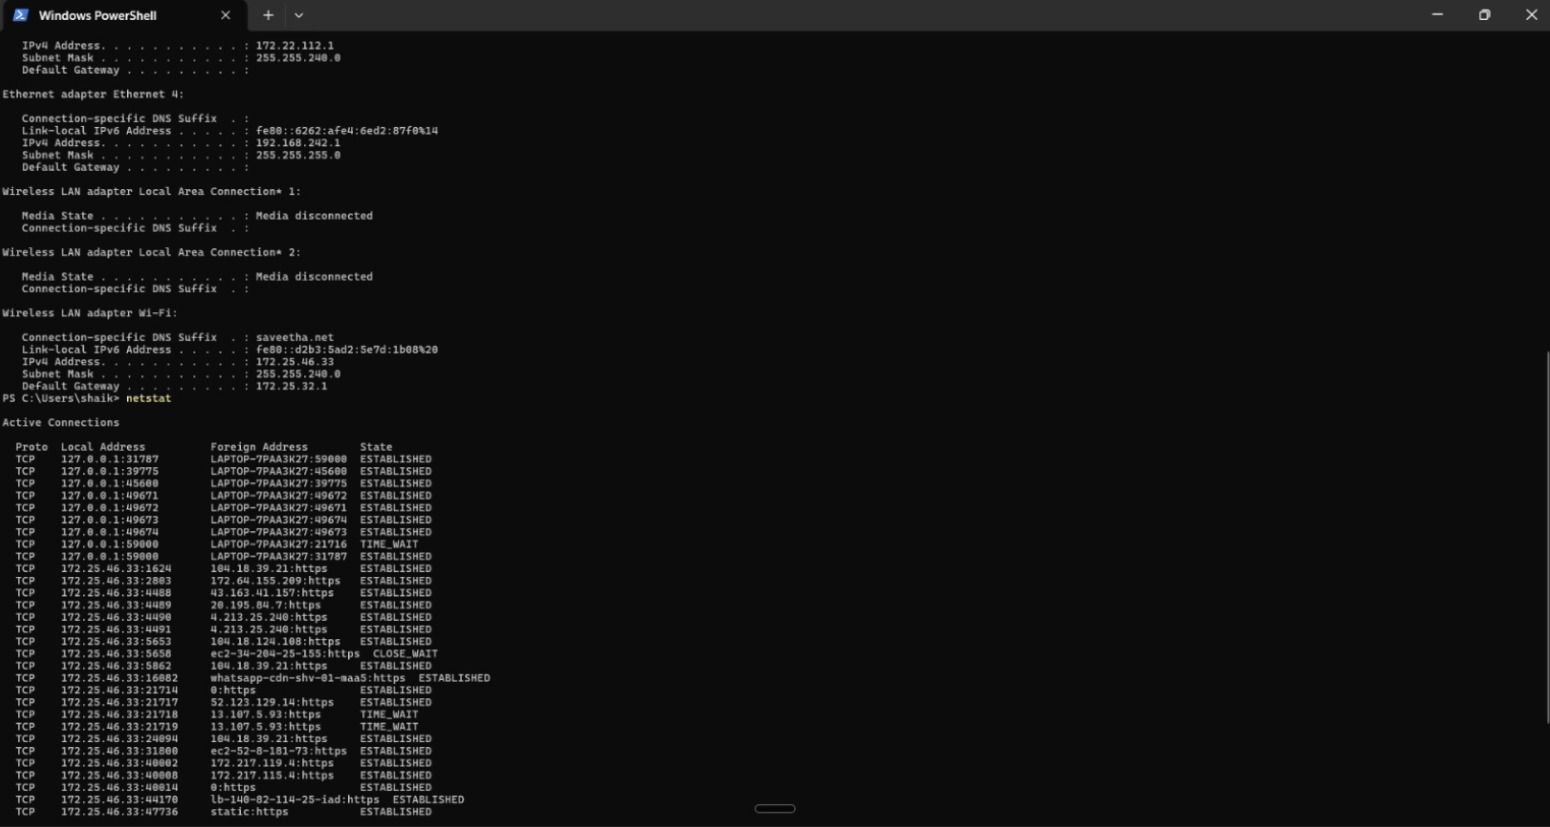 Windows PowerShell
IPv4 Address. . . . . . . . . . . : 172.22.112.1
Subnet Mask . . . . . . . . . . . : 255.255.240.0
Default Gateway . . . . . . . . . :
Ethernet adapter Ethernet 4:
Connection-specific DNS Suffix  . :
Link-local IPv6 Address . . . . . : fe80::6262:afe4:6ed2:87f0%14
IPv4 Address. . . . . . . . . . . : 192.168.242.1
Subnet Mask . . . . . . . . . . . : 255.255.255.0
Default Gateway . . . . . . . . . :
Wireless LAN adapter Local Area Connection* 1:
Media State . . . . . . . . . . . : Media disconnected
Connection-specific DNS Suffix  . :
Wireless LAN adapter Local Area Connection* 2:
Media State . . . . . . . . . . . : Media disconnected
Connection-specific DNS Suffix  . :
Wireless LAN adapter Wi-Fi:
Connection-specific DNS Suffix  . : saveetha.net
Link-local IPv6 Address . . . . . : fe80::d2b3:5ad2:5e7d:1b08%20
IPv4 Address. . . . . . . . . . . : 172.25.46.33
Subnet Mask . . . . . . . . . . . : 255.255.240.0
Default Gateway . . . . . . . . . : 172.25.32.1
PS C:\Users\shaik> netstat
Active Connections
Proto  Local Address          Foreign Address        State
TCP    127.0.0.1:31787        LAPTOP-7PAA3K27:59000  ESTABLISHED
TCP    127.0.0.1:39775        LAPTOP-7PAA3K27:45600  ESTABLISHED
TCP    127.0.0.1:45600        LAPTOP-7PAA3K27:39775  ESTABLISHED
TCP    127.0.0.1:49671        LAPTOP-7PAA3K27:49672  ESTABLISHED
TCP    127.0.0.1:49672        LAPTOP-7PAA3K27:49671  ESTABLISHED
TCP    127.0.0.1:49673        LAPTOP-7PAA3K27:49674  ESTABLISHED
TCP    127.0.0.1:49674        LAPTOP-7PAA3K27:49673  ESTABLISHED
TCP    127.0.0.1:59000        LAPTOP-7PAA3K27:21716  TIME_WAIT
TCP    127.0.0.1:59000        LAPTOP-7PAA3K27:31787  ESTABLISHED
TCP    172.25.46.33:1624      104.18.39.21:https     ESTABLISHED
TCP    172.25.46.33:2803      172.64.155.209:https   ESTABLISHED
TCP    172.25.46.33:4488      43.163.41.157:https    ESTABLISHED
TCP    172.25.46.33:4489      20.195.84.7:https      ESTABLISHED
TCP    172.25.46.33:4490      4.213.25.240:https     ESTABLISHED
TCP    172.25.46.33:4491      4.213.25.240:https     ESTABLISHED
TCP    172.25.46.33:5653      104.18.124.108:https   ESTABLISHED
TCP    172.25.46.33:5658      ec2-34-204-25-155:https  CLOSE_WAIT
TCP    172.25.46.33:5862      104.18.39.21:https     ESTABLISHED
TCP    172.25.46.33:16082     whatsapp-cdn-shv-01-maa5:https  ESTABLISHED
TCP    172.25.46.33:21714     0:https                ESTABLISHED
TCP    172.25.46.33:21717     52.123.129.14:https    ESTABLISHED
TCP    172.25.46.33:21718     13.107.5.93:https      TIME_WAIT
TCP    172.25.46.33:21719     13.107.5.93:https      TIME_WAIT
TCP    172.25.46.33:24094     104.18.39.21:https     ESTABLISHED
TCP    172.25.46.33:31800     ec2-52-8-181-73:https  ESTABLISHED
TCP    172.25.46.33:40002     172.217.119.4:https    ESTABLISHED
TCP    172.25.46.33:40008     172.217.115.4:https    ESTABLISHED
TCP    172.25.46.33:40014     0:https                ESTABLISHED
TCP    172.25.46.33:44170     lb-140-82-114-25-iad:https  ESTABLISHED
TCP    172.25.46.33:47736     static:https           ESTABLISHED